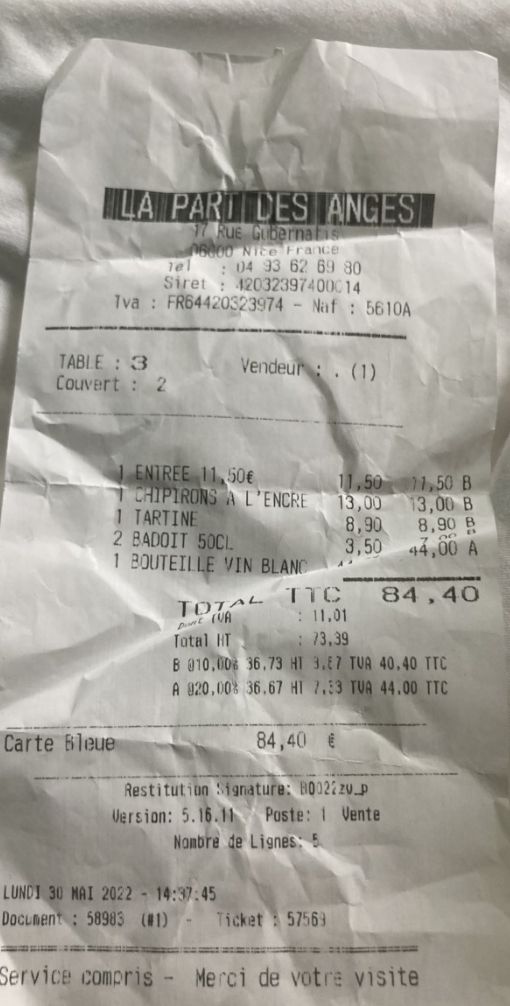 LA PART DES ANGES
17 Rue Gubernatis
06000 Nice France
Tel : 04 93 62 69 80
Siret : 42032397400014
Tva : FR64420323974 - Naf : 5610A
TABLE : 3 Vendeur : . (1)
Couvert : 2
1 ENTREE 11,50€ 11,50 11,50 B
1 CHIPIRONS A L'ENCRE 13,00 13,00 B
1 TARTINE 8,90 8,90 B
2 BADOIT 50CL 3,50
1 BOUTEILLE VIN BLANC 44,00 A
TOTAL TTC 84,40
Dont TVA : 11,01
Total HT : 73,39
B @10,00% 36,73 HT 3,67 TVA 40,40 TTC
A @20,00% 36,67 HT 7,33 TVA 44,00 TTC
Carte Bleue 84,40 €
Restitution Signature:
Version: 5.16.11 Poste: 1 Vente
Nombre de Lignes: 5
LUNDI 30 MAI 2022 - 14:37:45
Document : 58983 (#1) - Ticket : 57563
Service compris - Merci de votre visite